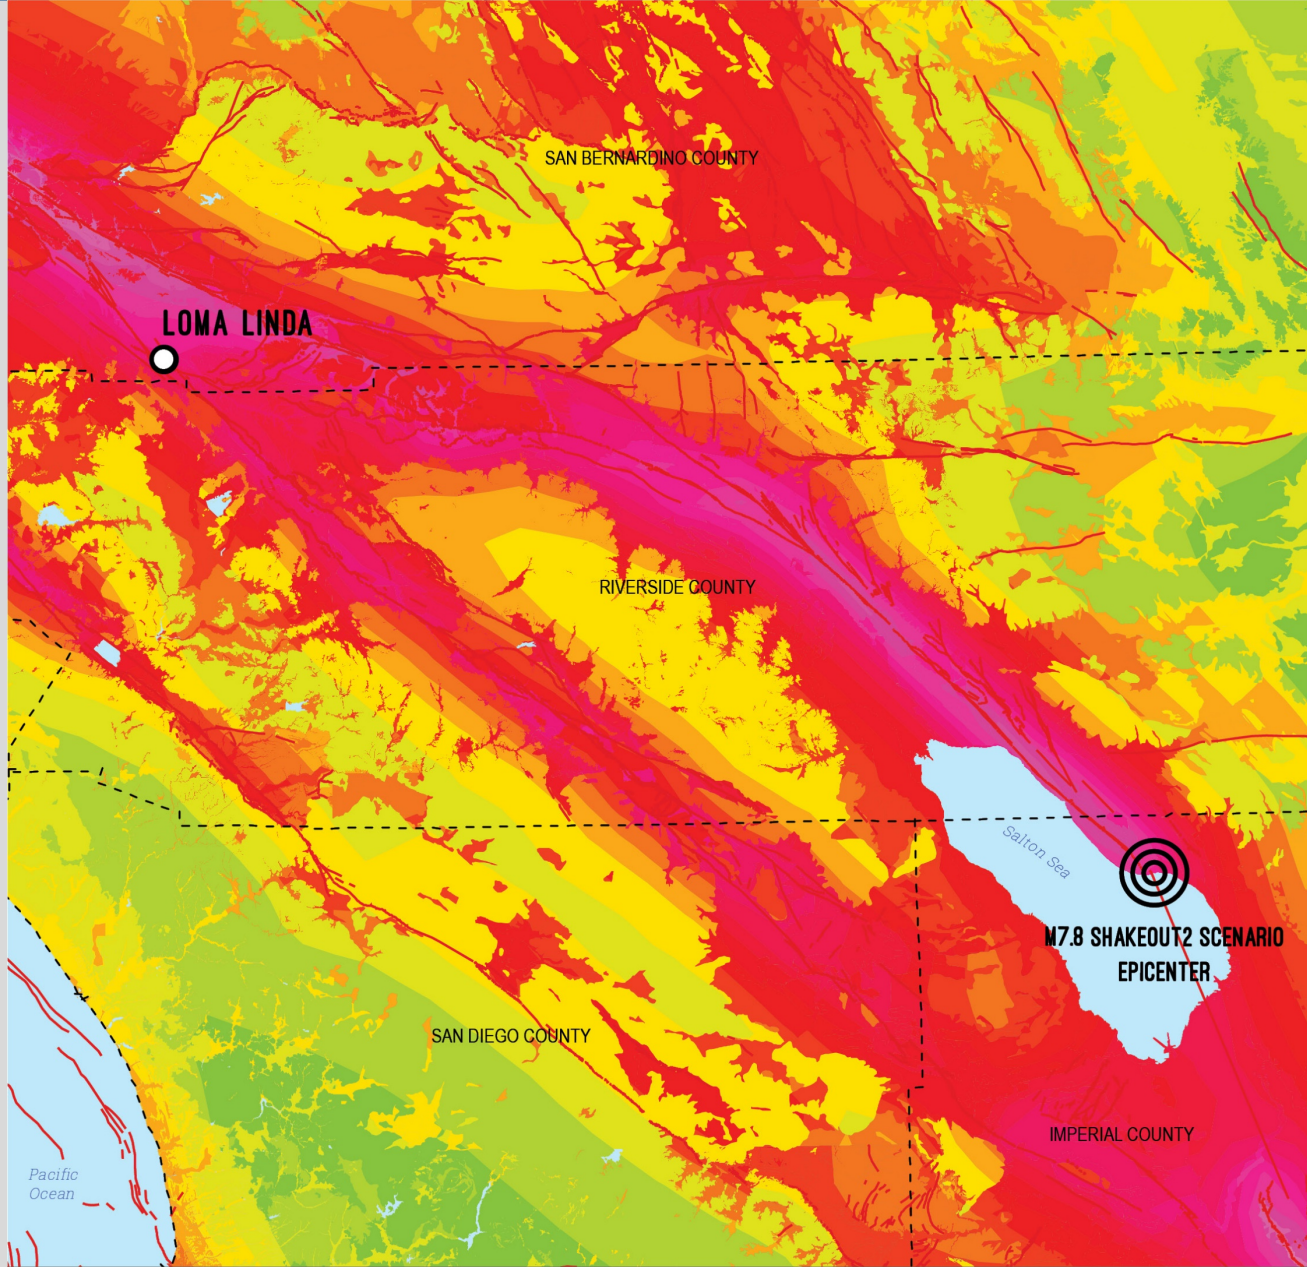 SAN BERNARDINO COUNTY
LOMA LINDA
RIVERSIDE COUNTY
Salton Sea
M7.8 SHAKEOUT2 SCENARIO
EPICENTER
SAN DIEGO COUNTY
IMPERIAL COUNTY
Pacific
Ocean